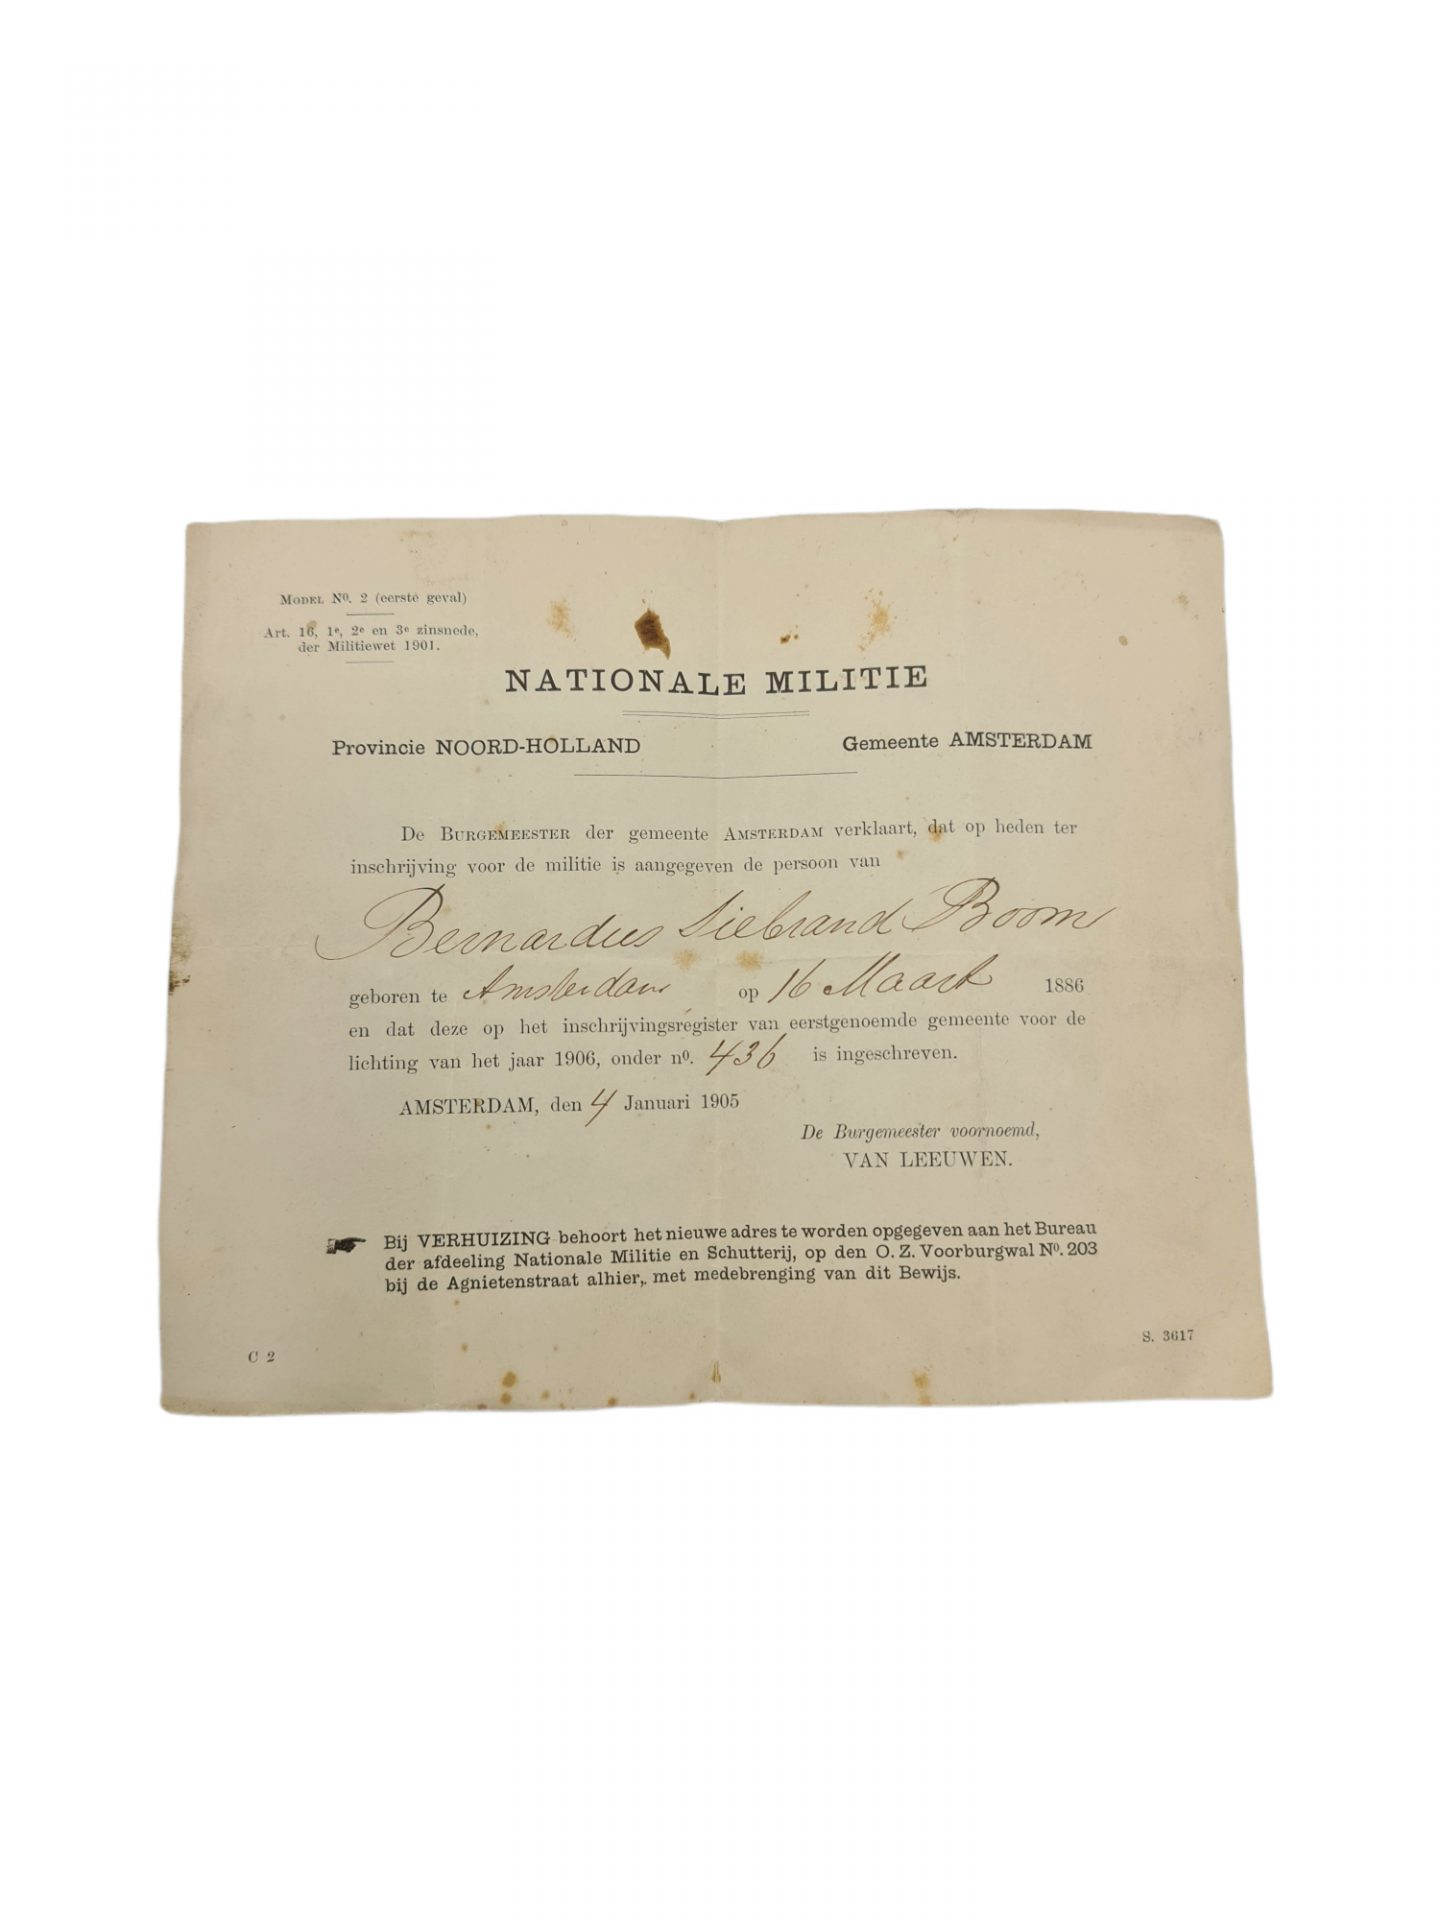 MODEL Nº. 2 (eerste geval)
Art. 16, 1e, 2e en 3e zinsnede,
der Militiewet 1901.
NATIONALE MILITIE
Provincie NOORD-HOLLAND
Gemeente AMSTERDAM
De BURGEMEESTER der gemeente AMSTERDAM verklaart, dat op heden ter
inschrijving voor de militie is aangegeven de persoon van
Bernardus Siebrand Boom
geboren te Amsterdam op 16 Maart 1886
en dat deze op het inschrijvingsregister van eerstgenoemde gemeente voor de
lichting van het jaar 1906, onder nº. 436 is ingeschreven.
AMSTERDAM, den 4 Januari 1905
De Burgemeester voornoemd,
VAN LEEUWEN.
Bij VERHUIZING behoort het nieuwe adres te worden opgegeven aan het Bureau
der afdeeling Nationale Militie en Schutterij, op den O. Z. Voorburgwal Nº. 203
bij de Agnietenstraat alhier, met medebrenging van dit Bewijs.
C 2
S. 3617